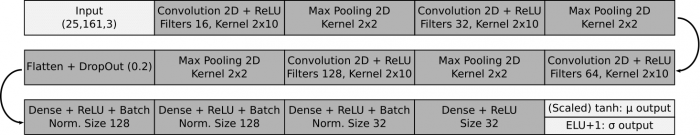 Input
(25,161,3)
Convolution 2D + ReLU
Filters 16, Kernel 2x10
Max Pooling 2D
Kernel 2x2
Convolution 2D + ReLU
Filters 32, Kernel 2x10
Max Pooling 2D
Kernel 2x2
Convolution 2D + ReLU
Filters 64, Kernel 2x10
Max Pooling 2D
Kernel 2x2
Convolution 2D + ReLU
Filters 128, Kernel 2x10
Max Pooling 2D
Kernel 2x2
Flatten + DropOut (0.2)
Dense + ReLU + Batch
Norm. Size 128
Dense + ReLU + Batch
Norm. Size 128
Dense + ReLU + Batch
Norm. Size 32
Dense + ReLU
Size 32
(Scaled) tanh: μ output
ELU+1: σ output